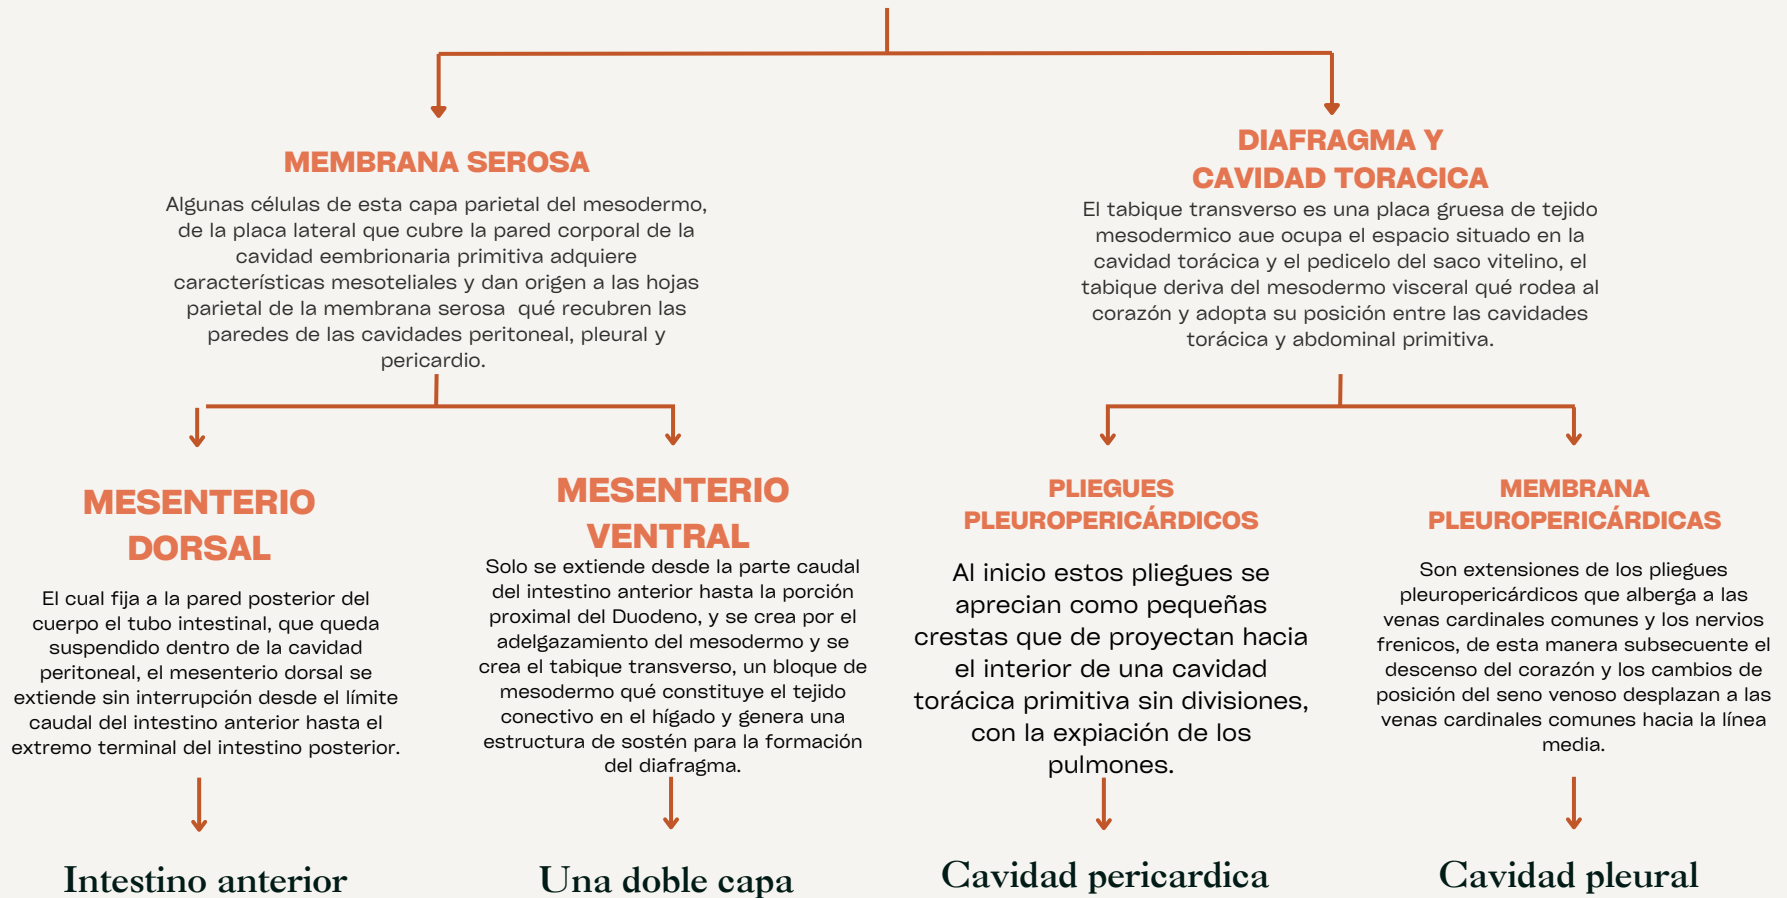 MEMBRANA SEROSA
Algunas células de esta capa parietal del mesodermo,
de la placa lateral que cubre la pared corporal de la
cavidad eembrionaria primitiva adquiere
características mesoteliales y dan origen a las hojas
parietal de la membrana serosa qué recubren las
paredes de las cavidades peritoneal, pleural y
pericardio.
DIAFRAGMA Y
CAVIDAD TORACICA
El tabique transverso es una placa gruesa de tejido
mesodermico aue ocupa el espacio situado en la
cavidad torácica y el pedicelo del saco vitelino, el
tabique deriva del mesodermo visceral qué rodea al
corazón y adopta su posición entre las cavidades
torácica y abdominal primitiva.
MESENTERIO
DORSAL
El cual fija a la pared posterior del
cuerpo el tubo intestinal, que queda
suspendido dentro de la cavidad
peritoneal, el mesenterio dorsal se
extiende sin interrupción desde el límite
caudal del intestino anterior hasta el
extremo terminal del intestino posterior.
MESENTERIO
VENTRAL
Solo se extiende desde la parte caudal
del intestino anterior hasta la porción
proximal del Duodeno, y se crea por el
adelgazamiento del mesodermo y se
crea el tabique transverso, un bloque de
mesodermo qué constituye el tejido
conectivo en el hígado y genera una
estructura de sostén para la formación
del diafragma.
PLIEGUES
PLEUROPERICÁRDICOS
Al inicio estos pliegues se
aprecian como pequeñas
crestas que de proyectan hacia
el interior de una cavidad
torácica primitiva sin divisiones,
con la expiación de los
pulmones.
MEMBRANA
PLEUROPERICÁRDICAS
Son extensiones de los pliegues
pleuropericárdicos que alberga a las
venas cardinales comunes y los nervios
frenicos, de esta manera subsecuente el
descenso del corazón y los cambios de
posición del seno venoso desplazan a las
venas cardinales comunes hacia la línea
media.
Intestino anterior
Una doble capa
Cavidad pericardica
Cavidad pleural